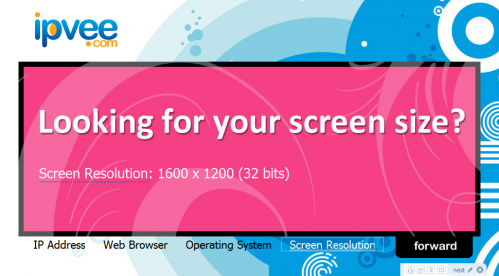 ipvee
.com
Looking for your screen size?
Screen Resolution: 1600 x 1200 (32 bits)
IP Address Web Browser Operating System Screen Resolution forward
next